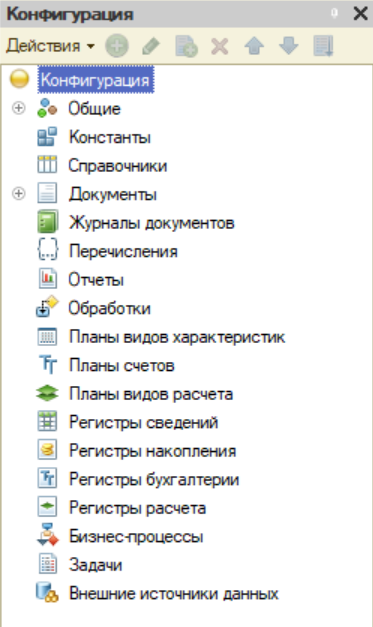 Конфигурация
Действия
Конфигурация
Общие
Константы
Справочники
Документы
Журналы документов
Перечисления
Отчеты
Обработки
Планы видов характеристик
Планы счетов
Планы видов расчета
Регистры сведений
Регистры накопления
Регистры бухгалтерии
Регистры расчета
Бизнес-процессы
Задачи
Внешние источники данных